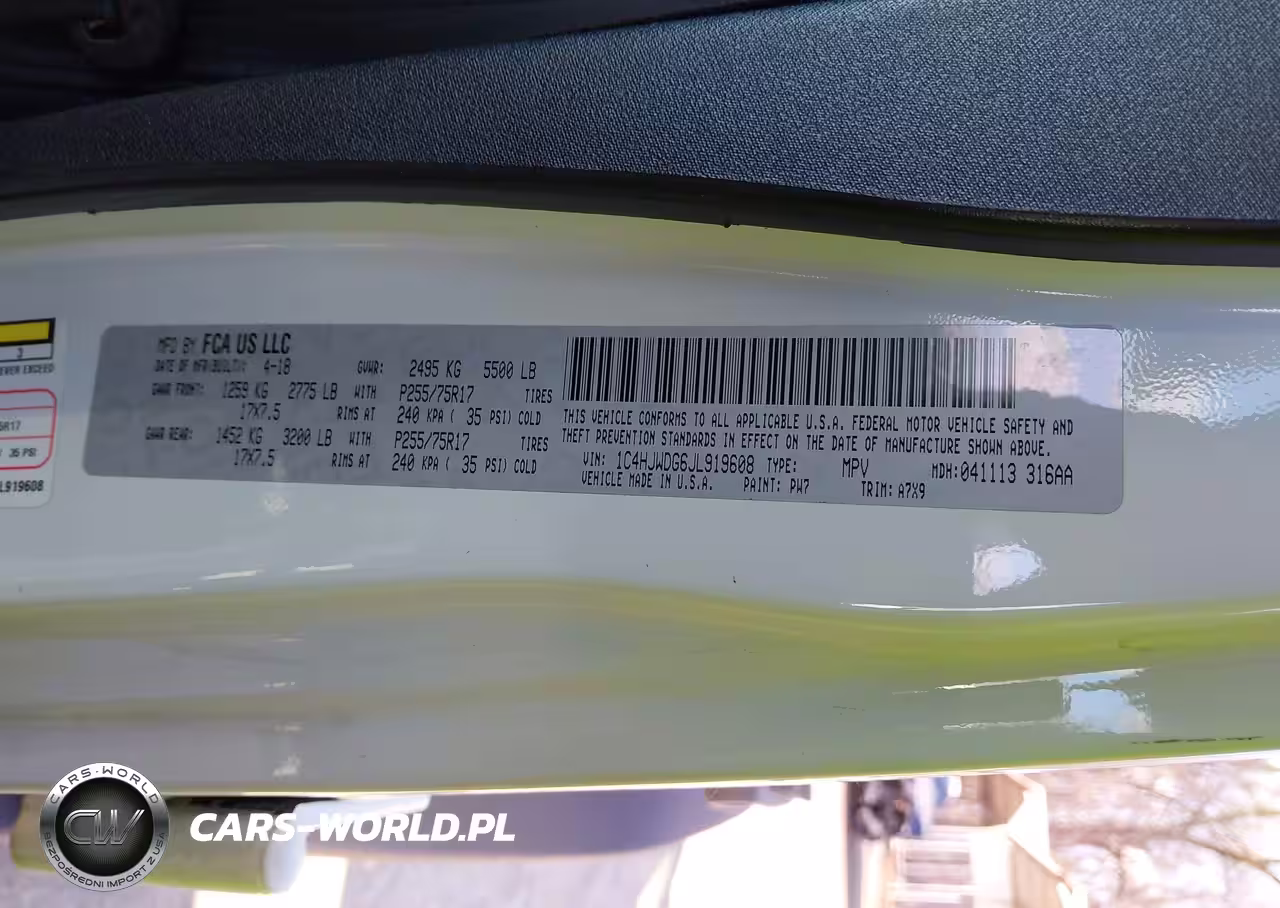 3
EVER EXCEED
5R17
35 PSI
JL919608
MFD BY FCA US LLC
DATE OF MFR/BUILT: 4-18 GVWR: 2495 KG 5500 LB
GAWR FRONT: 1259 KG 2775 LB WITH P255/75R17 TIRES
17X7.5 RIMS AT 240 KPA ( 35 PSI) COLD
GAWR REAR: 1452 KG 3200 LB WITH P255/75R17 TIRES
17X7.5 RIMS AT 240 KPA ( 35 PSI) COLD
THIS VEHICLE CONFORMS TO ALL APPLICABLE U.S.A. FEDERAL MOTOR VEHICLE SAFETY AND
THEFT PREVENTION STANDARDS IN EFFECT ON THE DATE OF MANUFACTURE SHOWN ABOVE.
VIN: 1C4HJWDG6JL919608 TYPE: MPV MDH:041113 316AA
VEHICLE MADE IN U.S.A. PAINT: PW7 TRIM: A7X9
CARS-WORLD
CW
BEZPOŚREDNI IMPORT Z USA
CARS-WORLD.PL